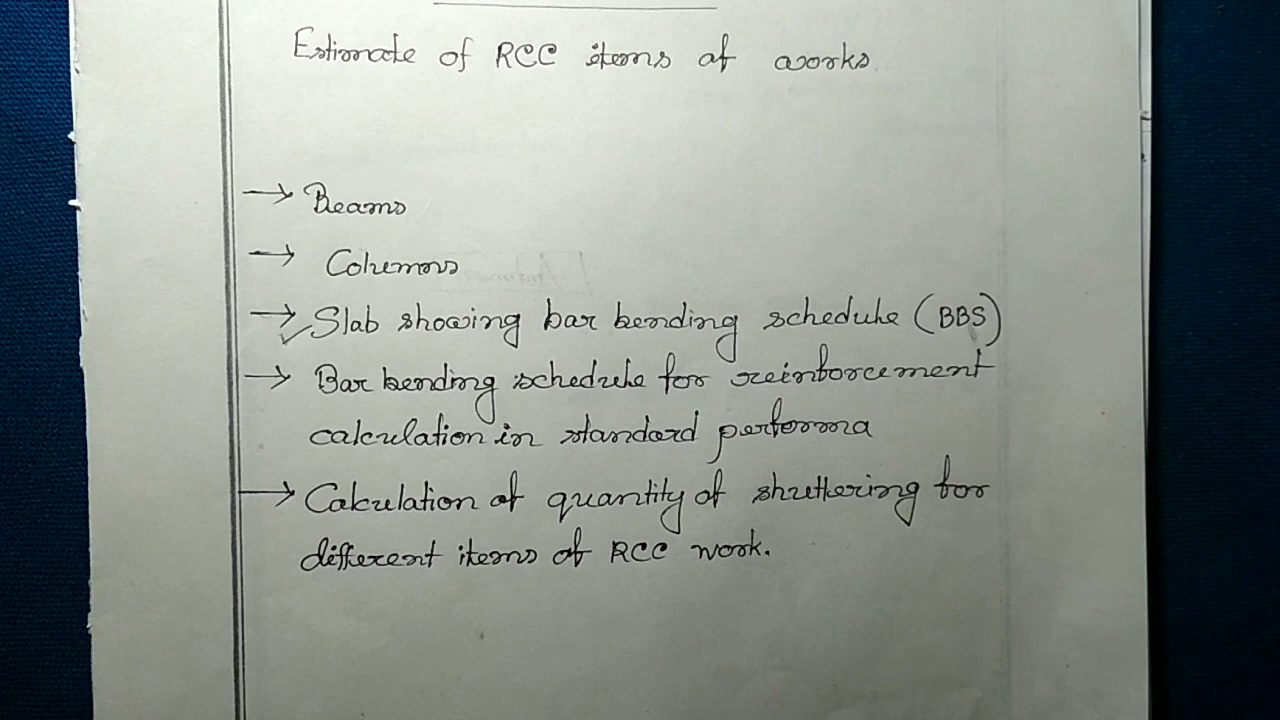 Estimate of RCC items of works
→ Beams
→ Columns
→ Slab showing bar bending schedule (BBS)
→ Bar bending schedule for reinforcement
calculation in standard performa
→ Calculation of quantity of shuttering for
different items of RCC work.